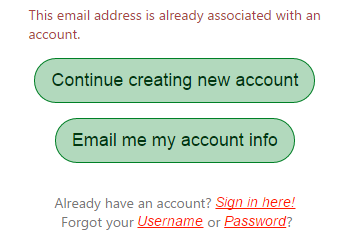 This email address is already associated with an
account.
Continue creating new account
Email me my account info
Already have an account? Sign in here!
Forgot your Username or Password?